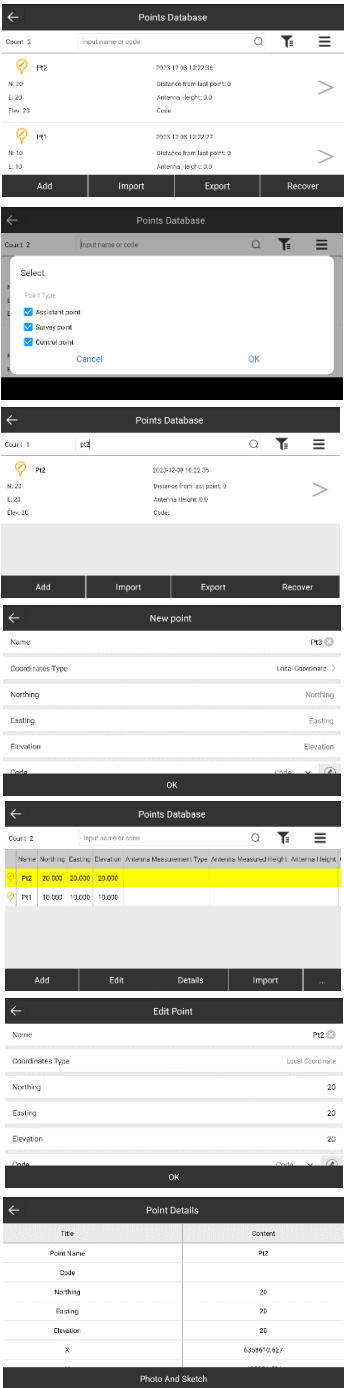 Points Database
Count 2 Input name or code
Pt2 2023-12-08 10:22:36
N: 20 Distance from last point: 0
E: 20 Antenna Height: 0.0
Elev: 20 Code:
Pt1 2023-12-08 10:22:27
N: 10 Distance from last point: 0
E: 10 Antenna Height: 0.0
Add Import Export Recover
Points Database
Count 2 Input name or code
Select
Point Type
Assistant point
Survey point
Control point
Cancel OK
Points Database
Count 1 pt2
Pt2 2023-12-08 10:22:36
N: 20 Distance from last point: 0
E: 20 Antenna Height: 0.0
Elev: 20 Code:
Add Import Export Recover
New point
Name Pt3
Coordinates Type Local Coordinate
Northing Northing
Easting Easting
Elevation Elevation
Code Code
OK
Points Database
Count 2 Input name or code
Name Northing Easting Elevation Antenna Measurement Type Antenna Measured Height Antenna Height
Pt2 20.000 20.000 20.000
Pt1 10.000 10.000 10.000
Add Edit Details Import ...
Edit Point
Name Pt2
Coordinates Type Local Coordinate
Northing 20
Easting 20
Elevation 20
Code Code
OK
Point Details
Title Content
Point Name Pt2
Code
Northing 20
Easting 20
Elevation 20
X 6358610.627
Photo And Sketch